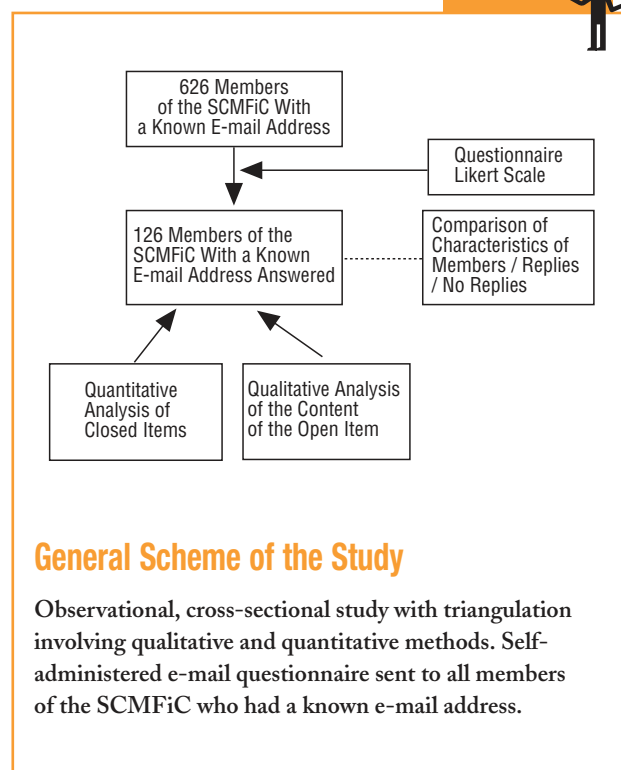 626 Members
of the SCMFiC With
a Known E-mail Address
Questionnaire
Likert Scale
126 Members of the
SCMFiC With a Known
E-mail Address Answered
Comparison of
Characteristics of
Members / Replies
/ No Replies
Quantitative
Analysis of
Closed Items
Qualitative Analysis
of the Content
of the Open Item
General Scheme of the Study
Observational, cross-sectional study with triangulation
involving qualitative and quantitative methods. Self-
administered e-mail questionnaire sent to all members
of the SCMFiC who had a known e-mail address.